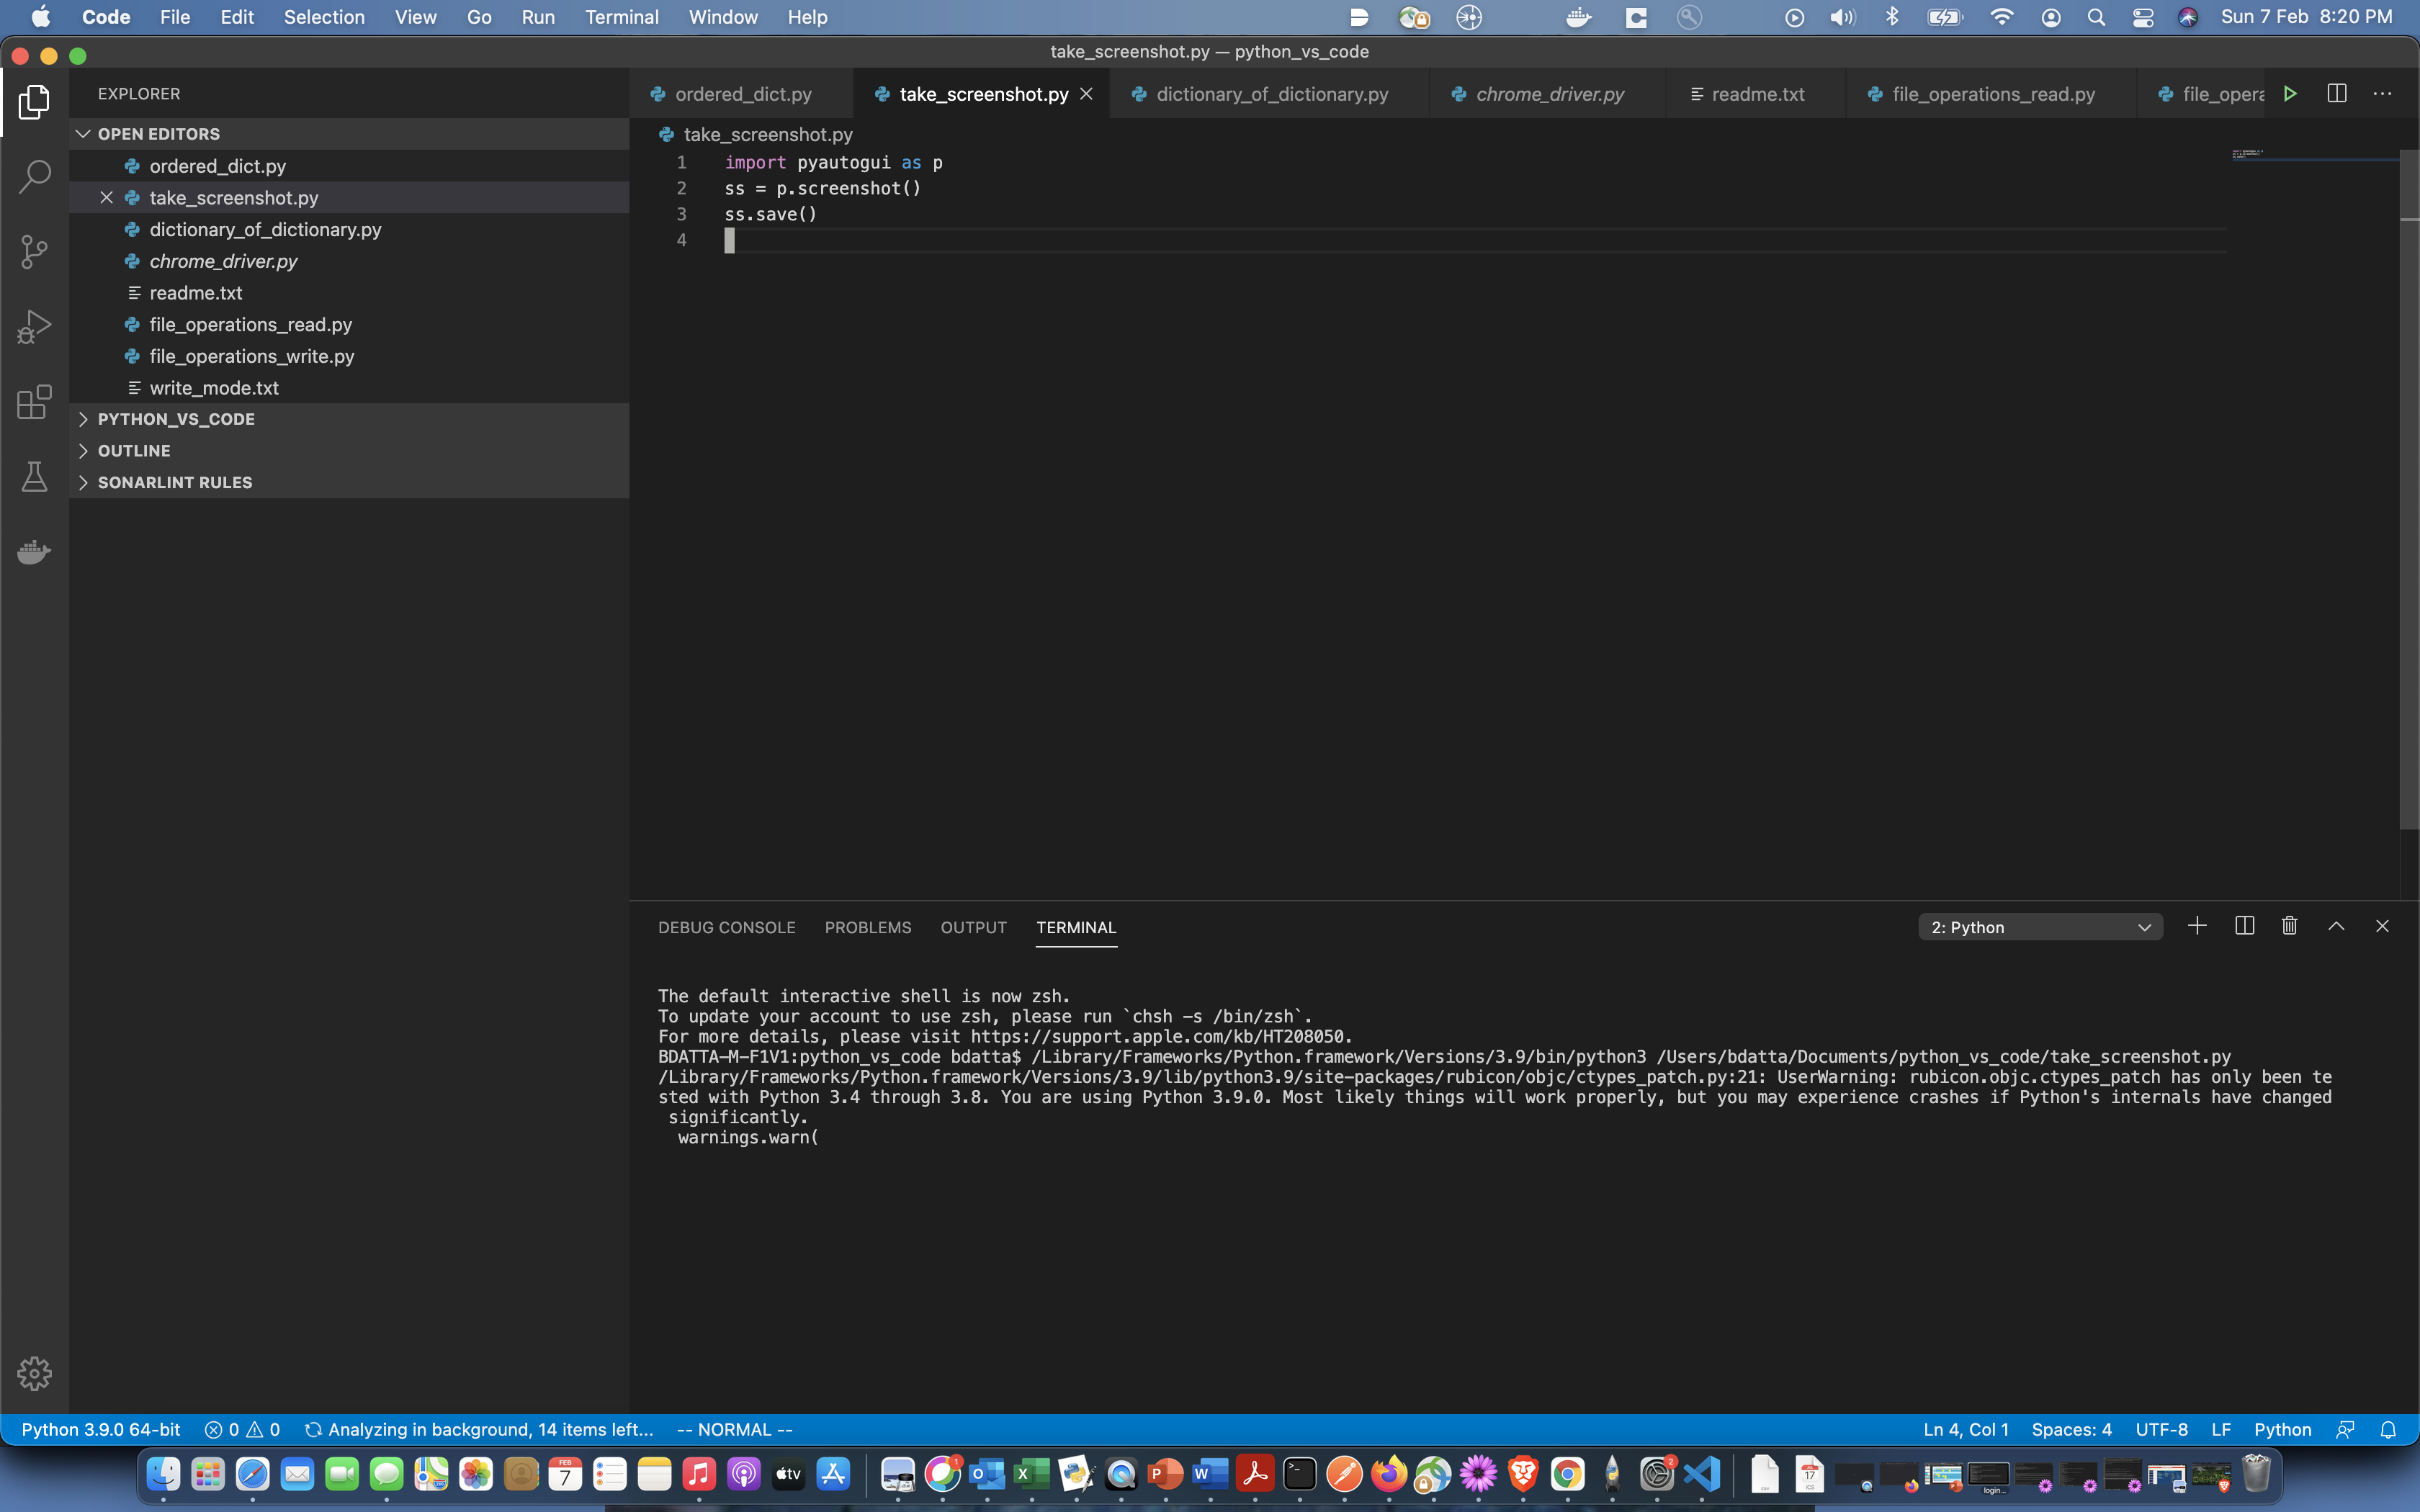 Code File Edit Selection View Go Run Terminal Window Help Sun 7 Feb 8:20 PM
take_screenshot.py — python_vs_code
EXPLORER
OPEN EDITORS
ordered_dict.py
take_screenshot.py
dictionary_of_dictionary.py
chrome_driver.py
readme.txt
file_operations_read.py
file_operations_write.py
write_mode.txt
PYTHON_VS_CODE
OUTLINE
SONARLINT RULES
ordered_dict.py take_screenshot.py dictionary_of_dictionary.py chrome_driver.py readme.txt file_operations_read.py file_opera
take_screenshot.py
1 import pyautogui as p
2 ss = p.screenshot()
3 ss.save()
4
DEBUG CONSOLE PROBLEMS OUTPUT TERMINAL 2: Python
The default interactive shell is now zsh.
To update your account to use zsh, please run `chsh -s /bin/zsh`.
For more details, please visit https://support.apple.com/kb/HT208050.
BDATTA-M-F1V1:python_vs_code bdatta$ /Library/Frameworks/Python.framework/Versions/3.9/bin/python3 /Users/bdatta/Documents/python_vs_code/take_screenshot.py
/Library/Frameworks/Python.framework/Versions/3.9/lib/python3.9/site-packages/rubicon/objc/ctypes_patch.py:21: UserWarning: rubicon.objc.ctypes_patch has only been te
sted with Python 3.4 through 3.8. You are using Python 3.9.0. Most likely things will work properly, but you may experience crashes if Python's internals have changed
significantly.
warnings.warn(
Python 3.9.0 64-bit 0 0 Analyzing in background, 14 items left... -- NORMAL -- Ln 4, Col 1 Spaces: 4 UTF-8 LF Python
FEB
7
tv
1
2
17
login...